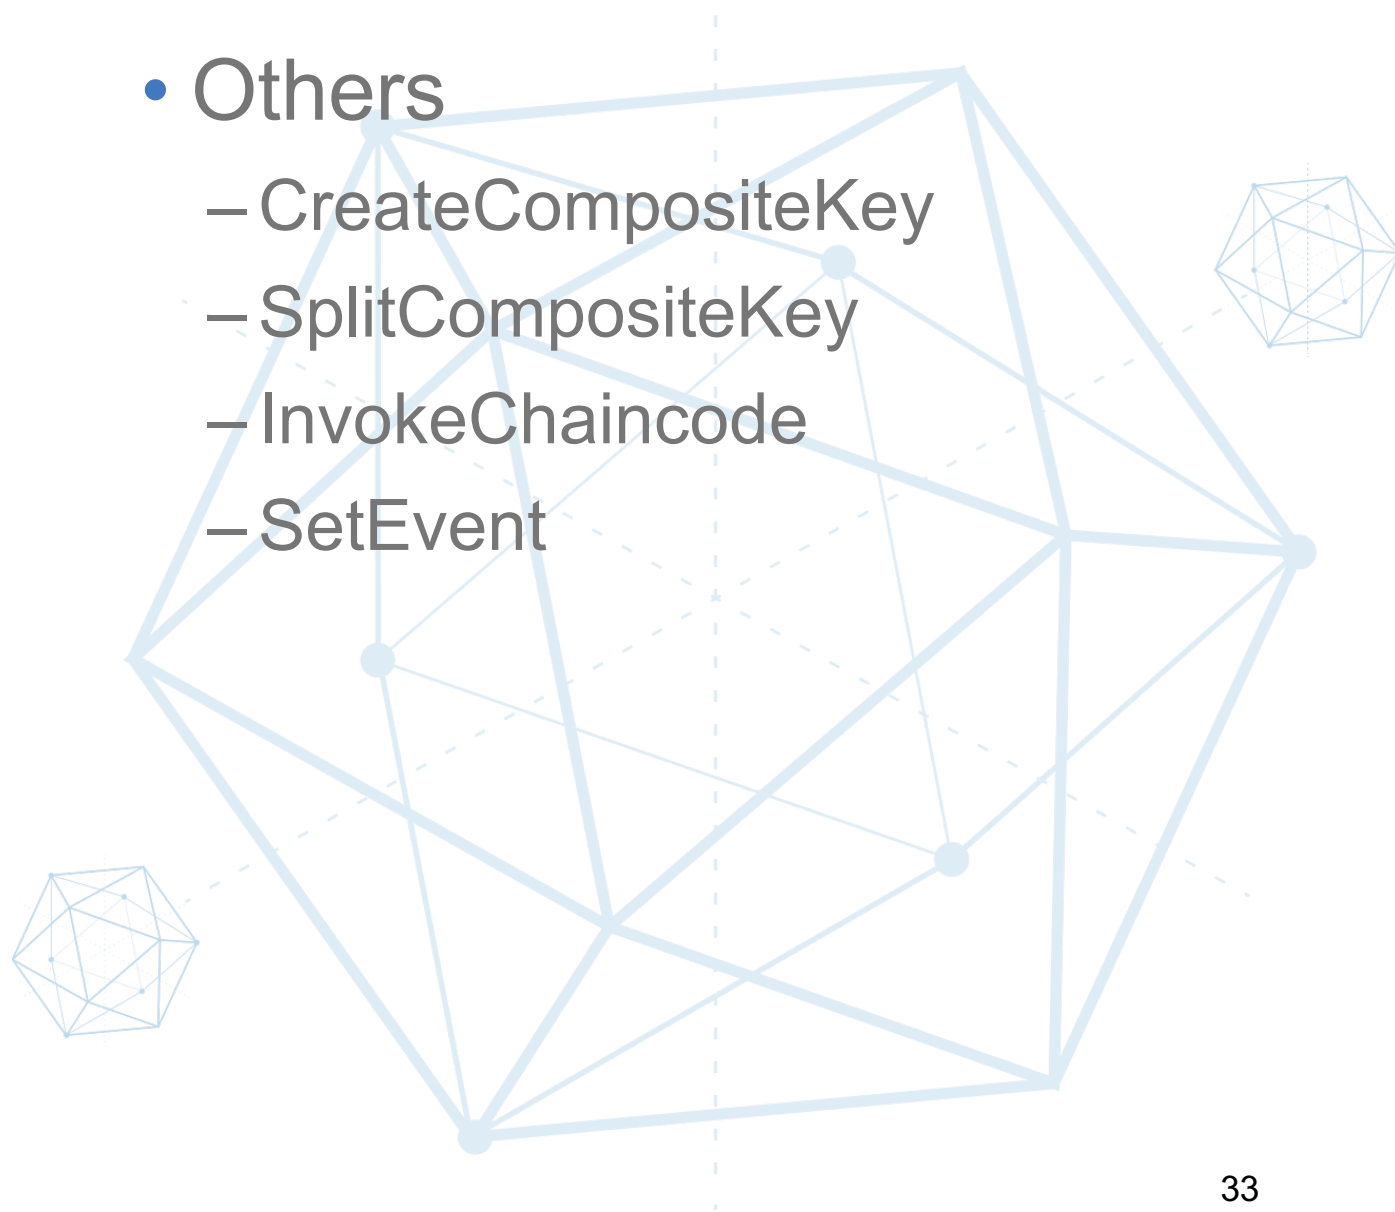 • Others
– CreateCompositeKey
– SplitCompositeKey
– InvokeChaincode
– SetEvent
33